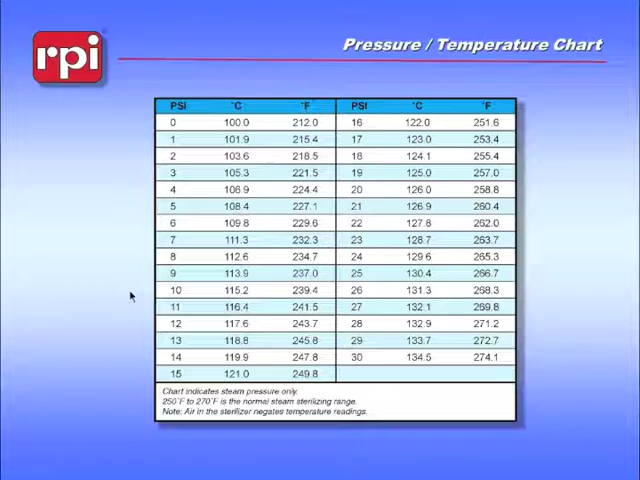 rpi
Pressure / Temperature Chart
PSI °C °F PSI °C °F
0 100.0 212.0 16 122.0 251.6
1 101.9 215.4 17 123.0 253.4
2 103.6 218.5 18 124.1 255.4
3 105.3 221.5 19 125.0 257.0
4 106.9 224.4 20 126.0 258.8
5 108.4 227.1 21 126.9 260.4
6 109.8 229.6 22 127.8 262.0
7 111.3 232.3 23 128.7 263.7
8 112.6 234.7 24 129.6 265.3
9 113.9 237.0 25 130.4 266.7
10 115.2 239.4 26 131.3 268.3
11 116.4 241.5 27 132.1 269.8
12 117.6 243.7 28 132.9 271.2
13 118.8 245.8 29 133.7 272.7
14 119.9 247.8 30 134.5 274.1
15 121.0 249.8
Chart indicates steam pressure only.
250°F to 270°F is the normal steam sterilizing range.
Note: Air in the sterilizer negates temperature readings.